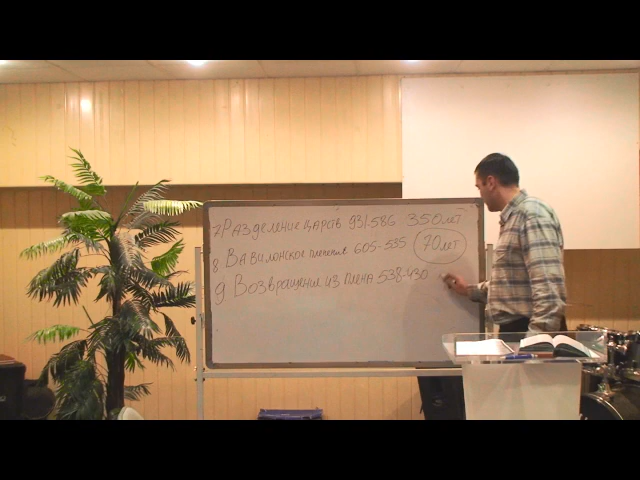 7. Разделение царств 931-586 350 лет
8. Вавилонское пленение 605-535 70 лет
9 Возвращение из плена 538-430